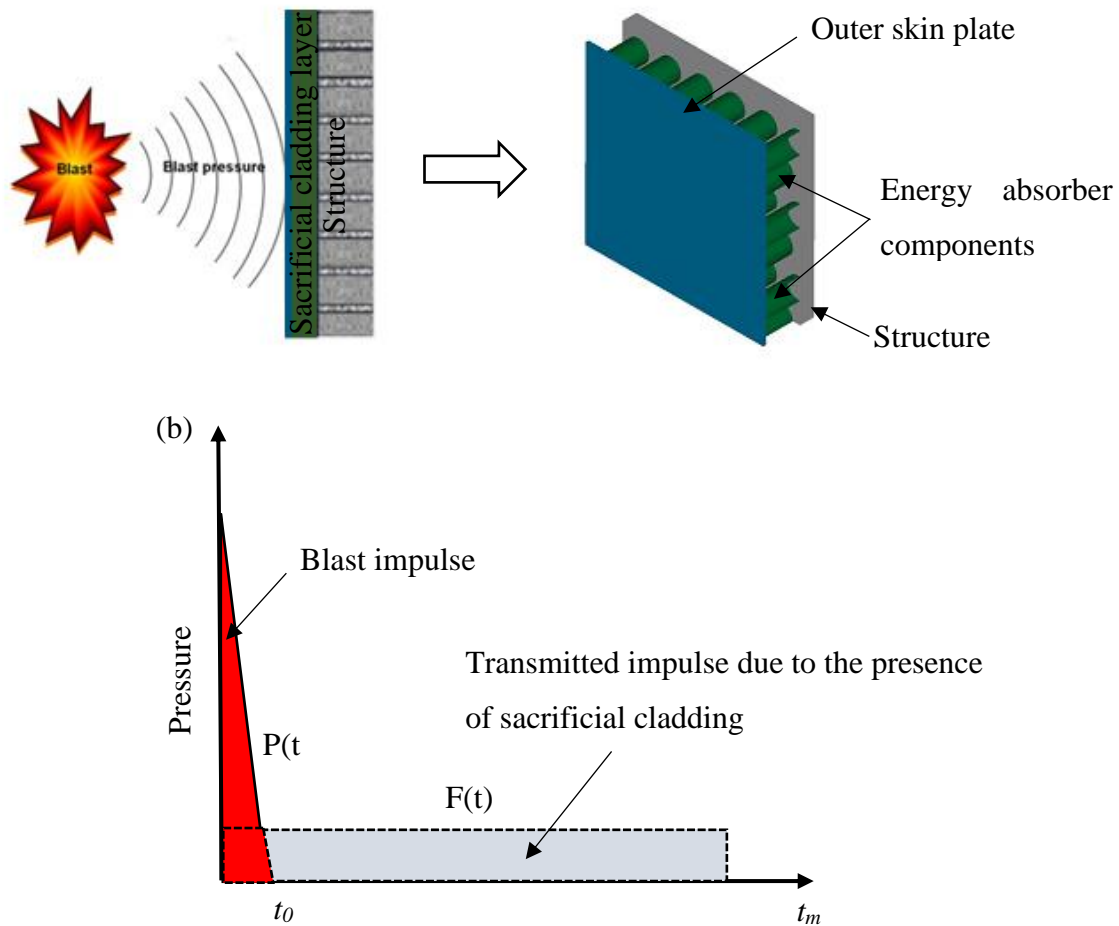 Blast
Blast pressure
Sacrificial cladding layer
Structure
Outer skin plate
Energy absorber
components
Structure
(b)
Pressure
Blast impulse
Transmitted impulse due to the presence
of sacrificial cladding
P(t
F(t)
t0
tm